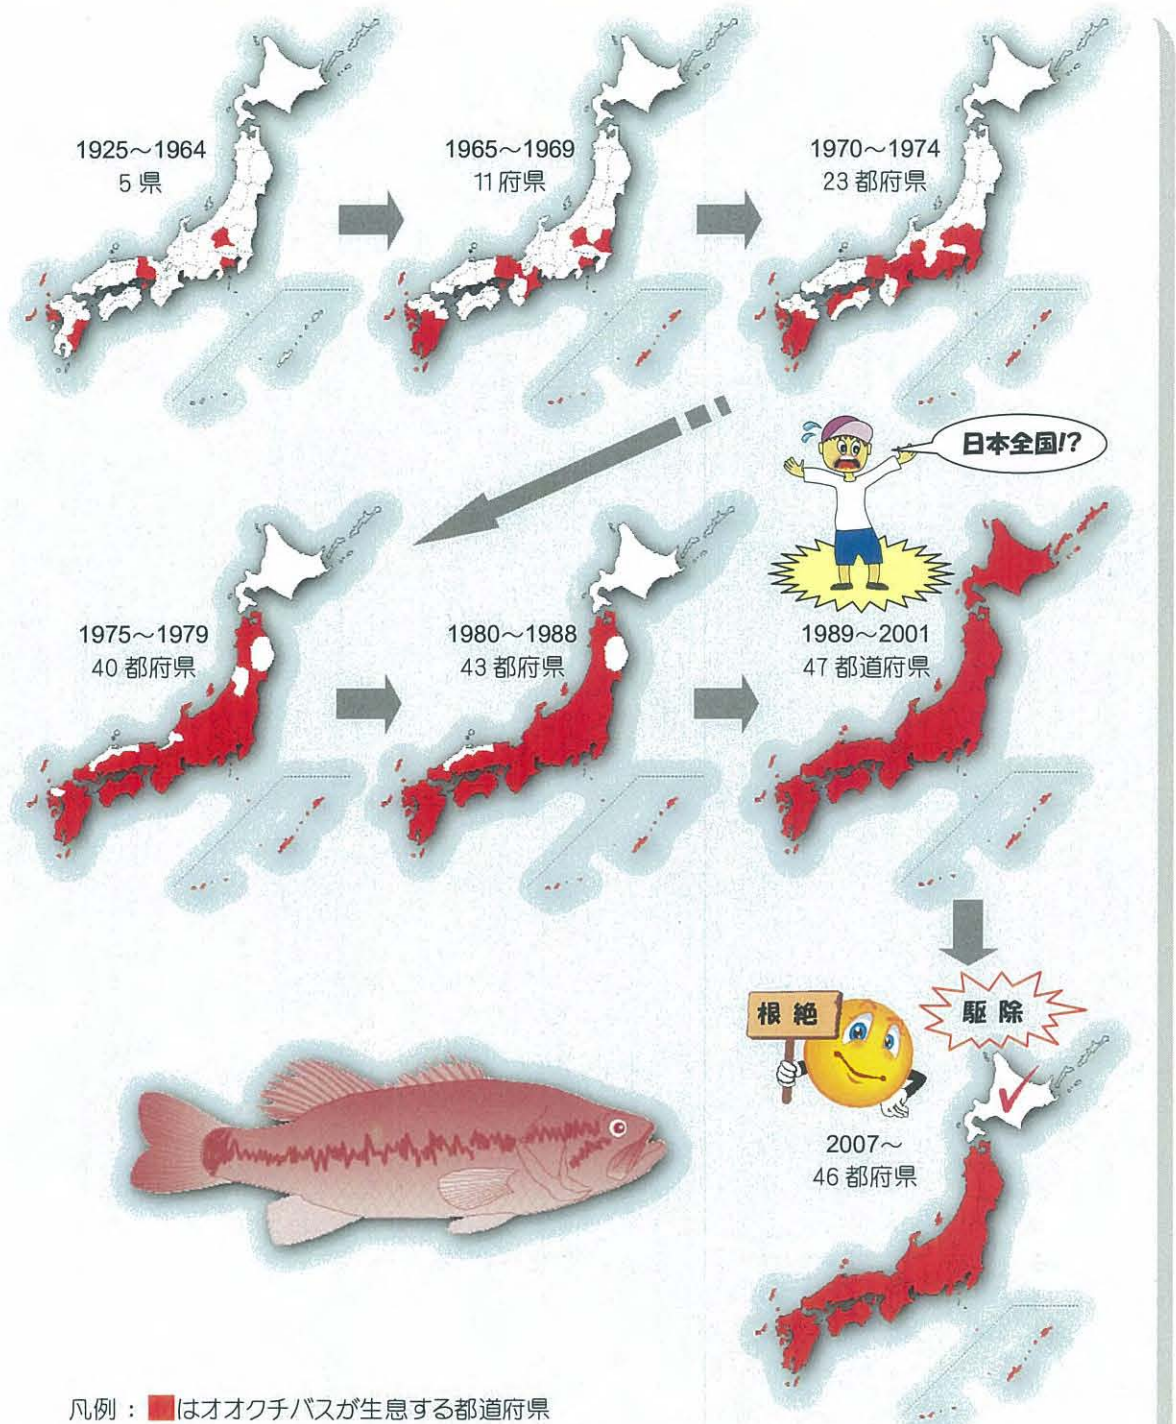 1925～1964
5 県
1965～1969
11 府県
1970～1974
23 都府県
日本全国!?
1975～1979
40 都府県
1980～1988
43 都府県
1989～2001
47 都道府県
根 絶
駆 除
2007～
46 都府県
凡例 : はオオクチバスが生息する都道府県